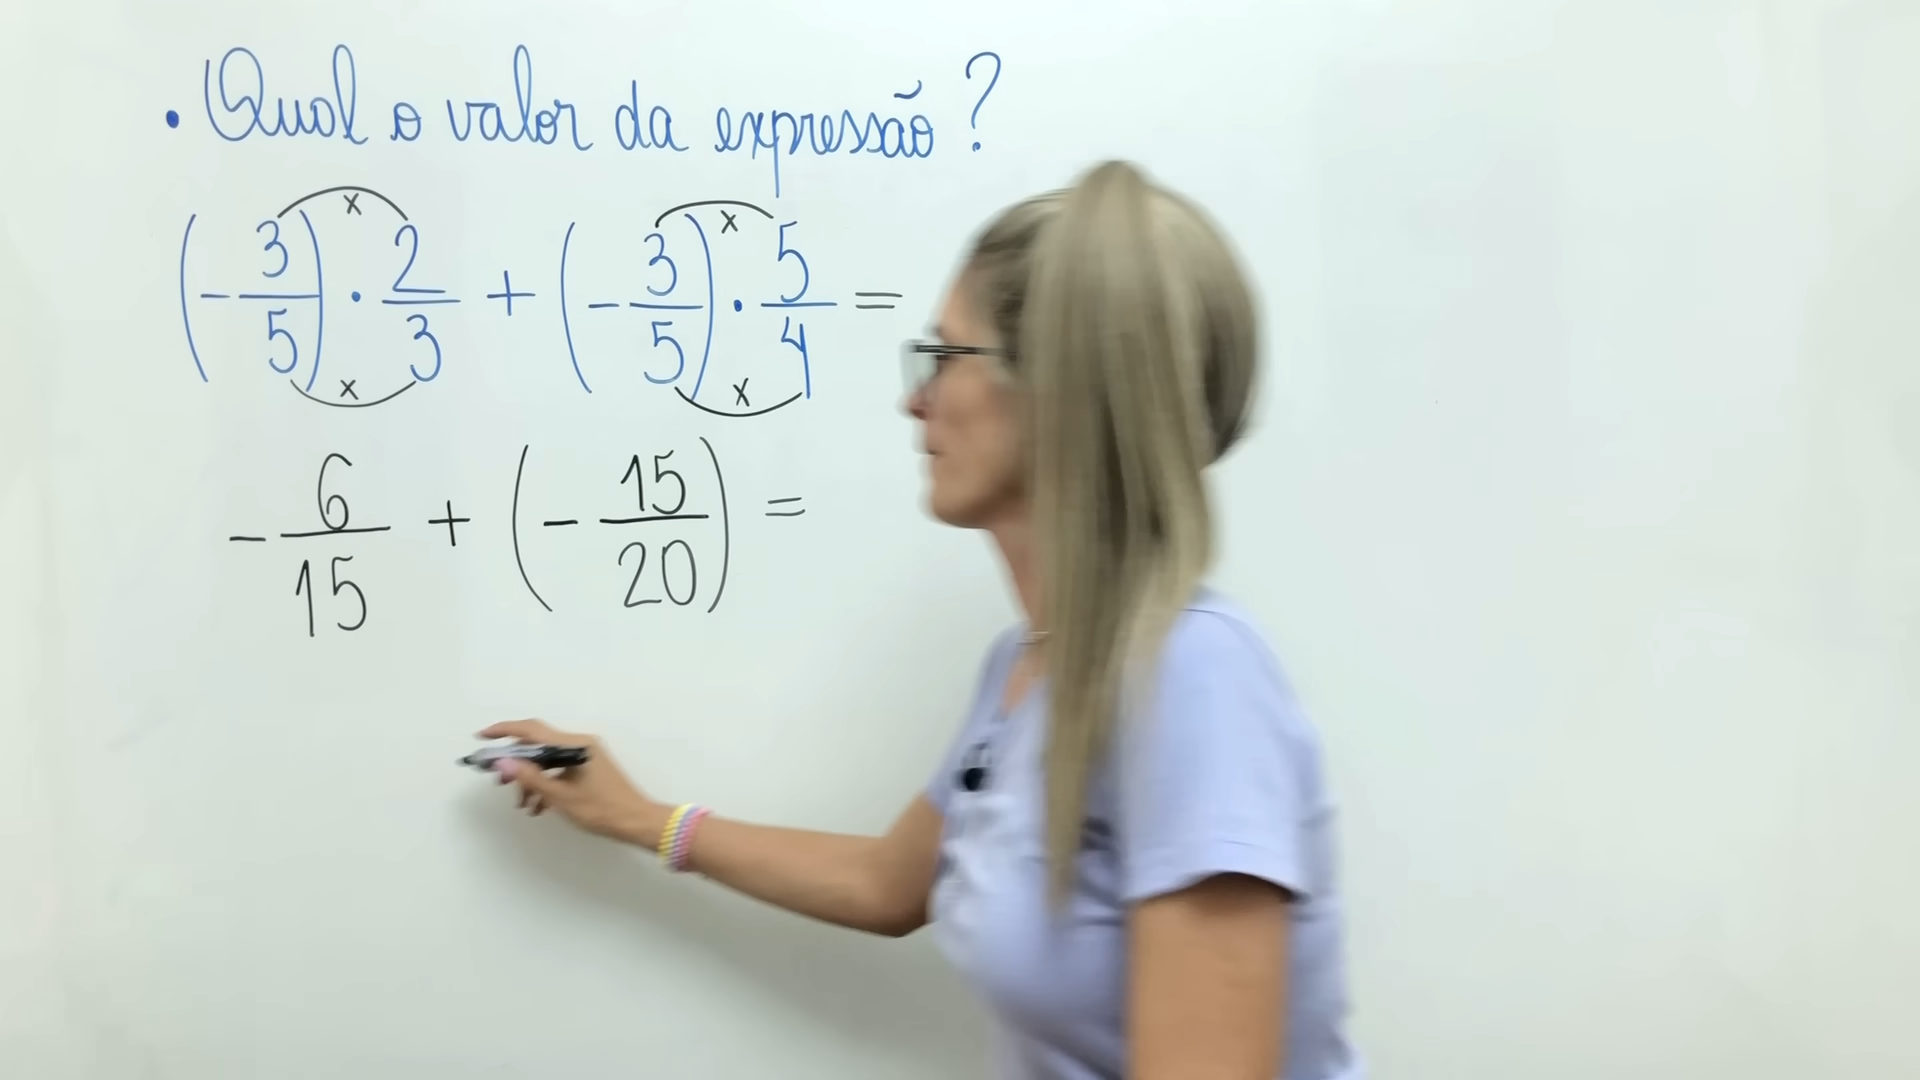 • Qual o valor da expressão?
(-3/5) · 2/3 + (-3/5) · 5/4 =
x x
x x
-6/15 + (-15/20) =